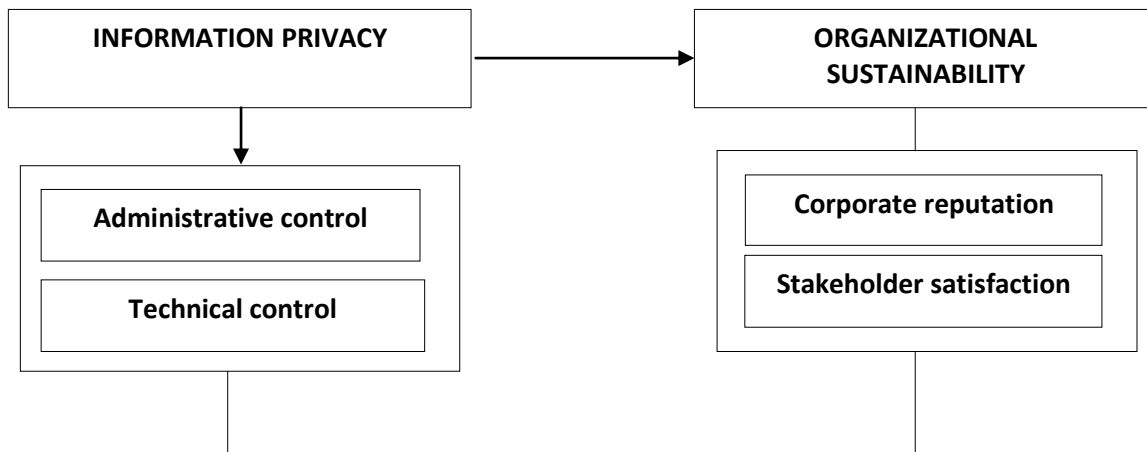 INFORMATION PRIVACY
ORGANIZATIONAL
SUSTAINABILITY
Administrative control
Technical control
Corporate reputation
Stakeholder satisfaction